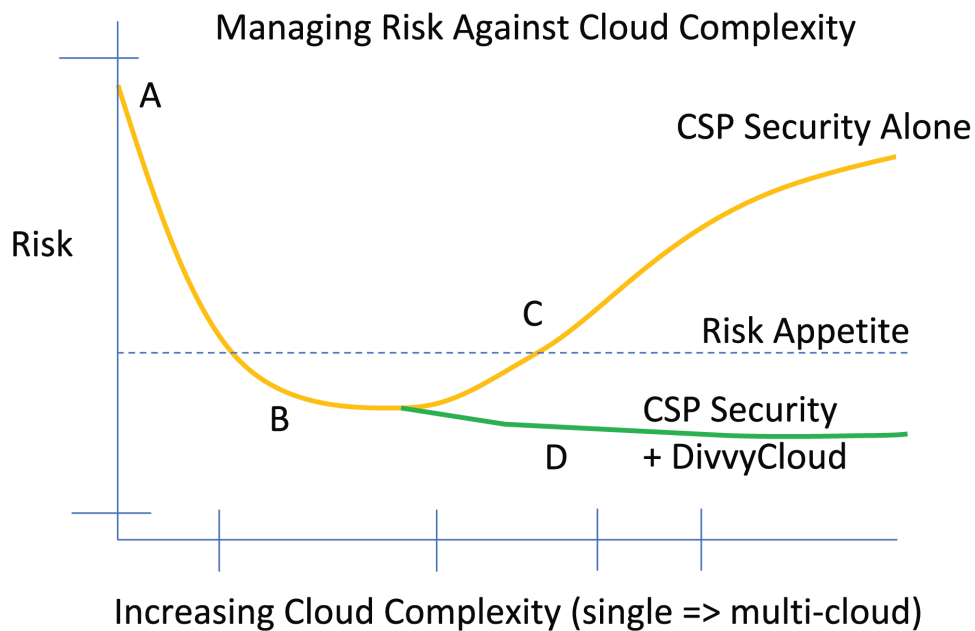 Managing Risk Against Cloud Complexity
A
CSP Security Alone
Risk
C
Risk Appetite
B
CSP Security
+ DivvyCloud
D
Increasing Cloud Complexity (single => multi-cloud)